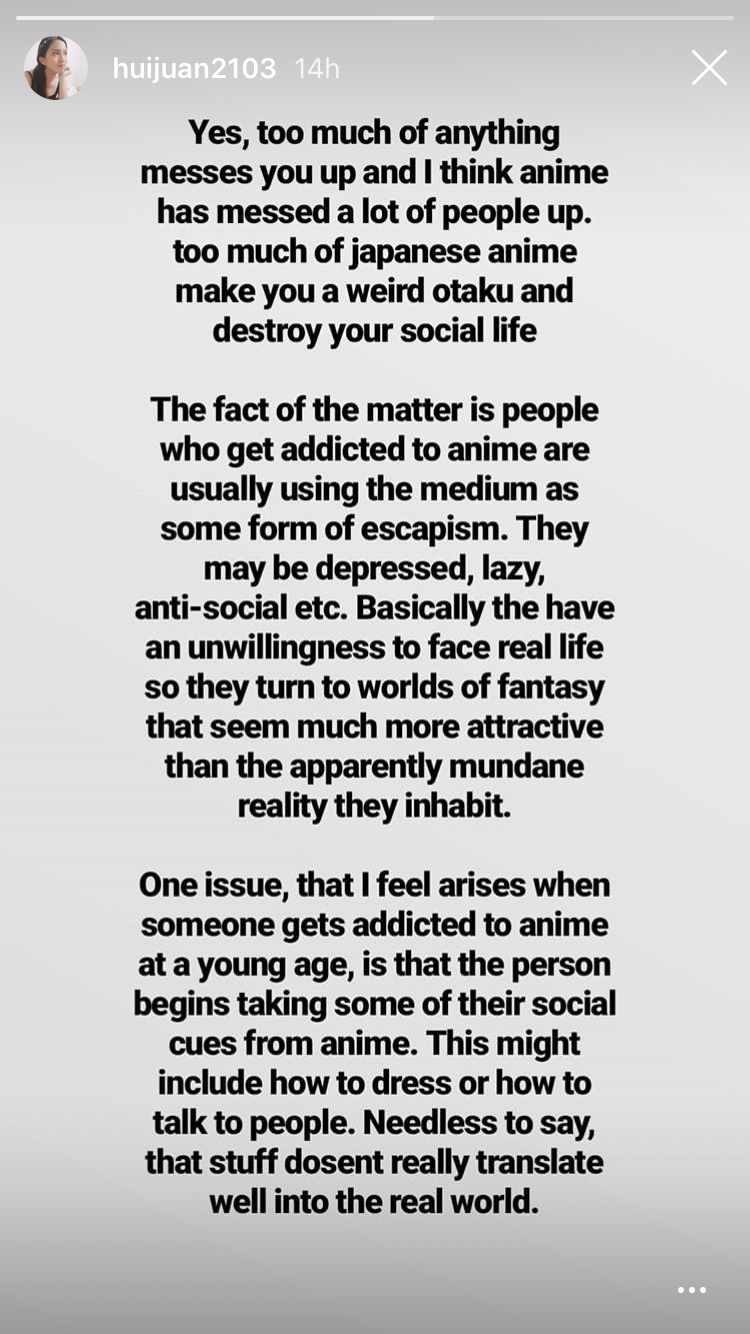 huijuan2103 14h
Yes, too much of anything
messes you up and I think anime
has messed a lot of people up.
too much of japanese anime
make you a weird otaku and
destroy your social life
The fact of the matter is people
who get addicted to anime are
usually using the medium as
some form of escapism. They
may be depressed, lazy,
anti-social etc. Basically the have
an unwillingness to face real life
so they turn to worlds of fantasy
that seem much more attractive
than the apparently mundane
reality they inhabit.
One issue, that I feel arises when
someone gets addicted to anime
at a young age, is that the person
begins taking some of their social
cues from anime. This might
include how to dress or how to
talk to people. Needless to say,
that stuff dosent really translate
well into the real world.